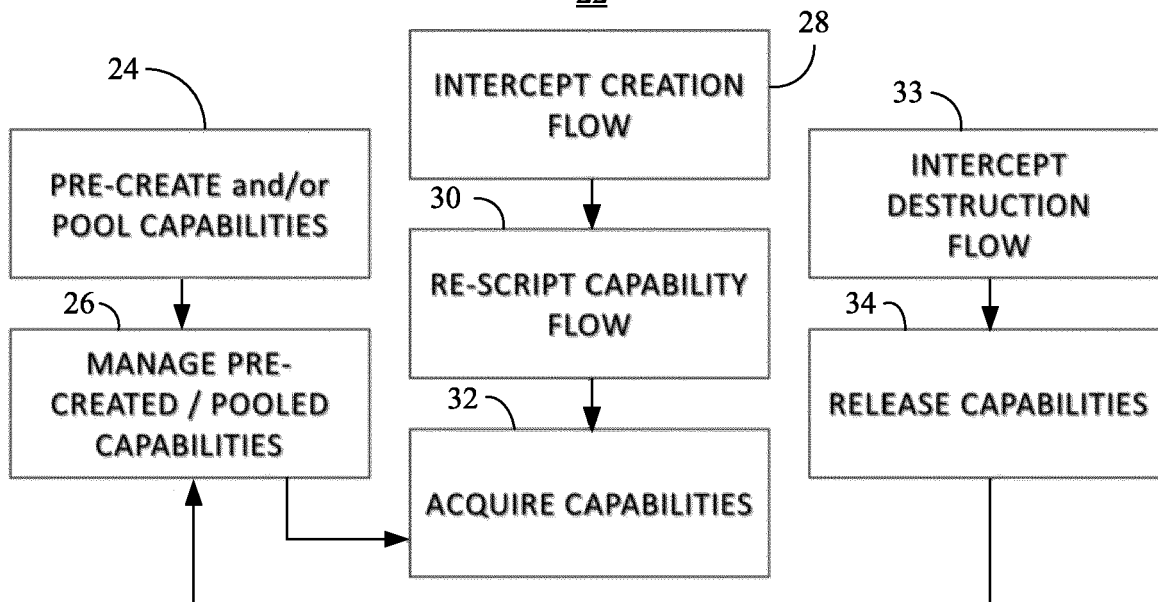 22
28
INTERCEPT CREATION
FLOW
24
PRE-CREATE and/or
POOL CAPABILITIES
33
INTERCEPT
DESTRUCTION
FLOW
30
RE-SCRIPT CAPABILITY
FLOW
26
MANAGE PRE-
CREATED / POOLED
CAPABILITIES
34
RELEASE CAPABILITIES
32
ACQUIRE CAPABILITIES